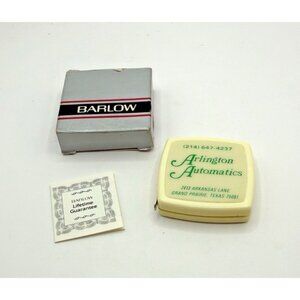 BARLOW
(214) 647-4237
Arlington
Automatics
2413 ARKANSAS LANE
GRAND PRAIRIE, TEXAS 75051
BARLOW
Lifetime
Guarantee